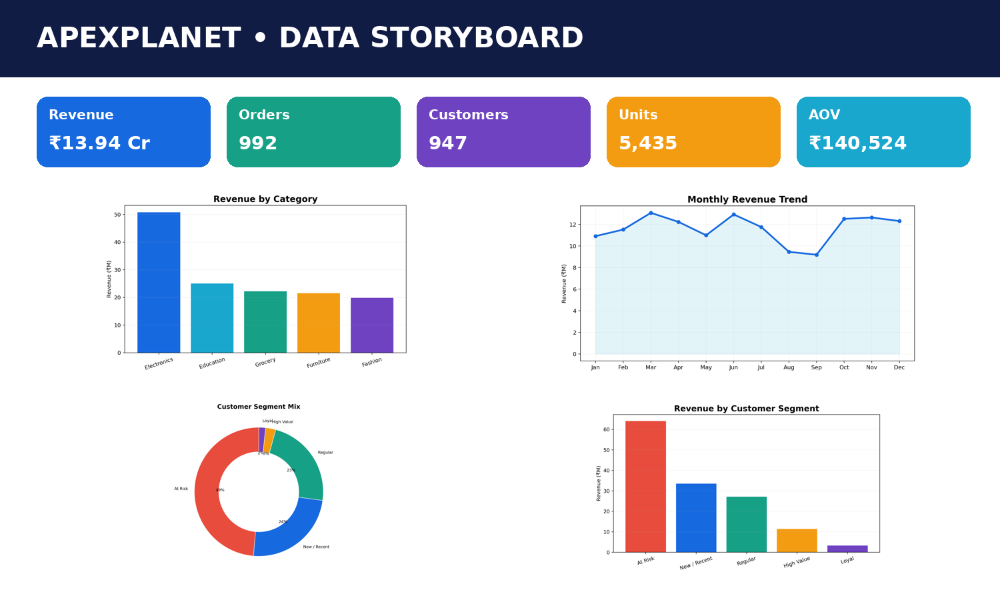 APEXPLANET • DATA STORYBOARD
Revenue
₹13.94 Cr
Orders
992
Customers
947
Units
5,435
AOV
₹140,524
Revenue by Category
Revenue (₹M)
50
40
30
20
10
0
Electronics
Education
Grocery
Furniture
Fashion
Monthly Revenue Trend
Revenue (₹M)
12
10
8
6
4
2
0
Jan Feb Mar Apr May Jun Jul Aug Sep Oct Nov Dec
Customer Segment Mix
Loyal
High Value
Regular
23%
At Risk
49%
24%
New / Recent
Revenue by Customer Segment
Revenue (₹M)
60
50
40
30
20
10
0
At Risk
New / Recent
Regular
High Value
Loyal